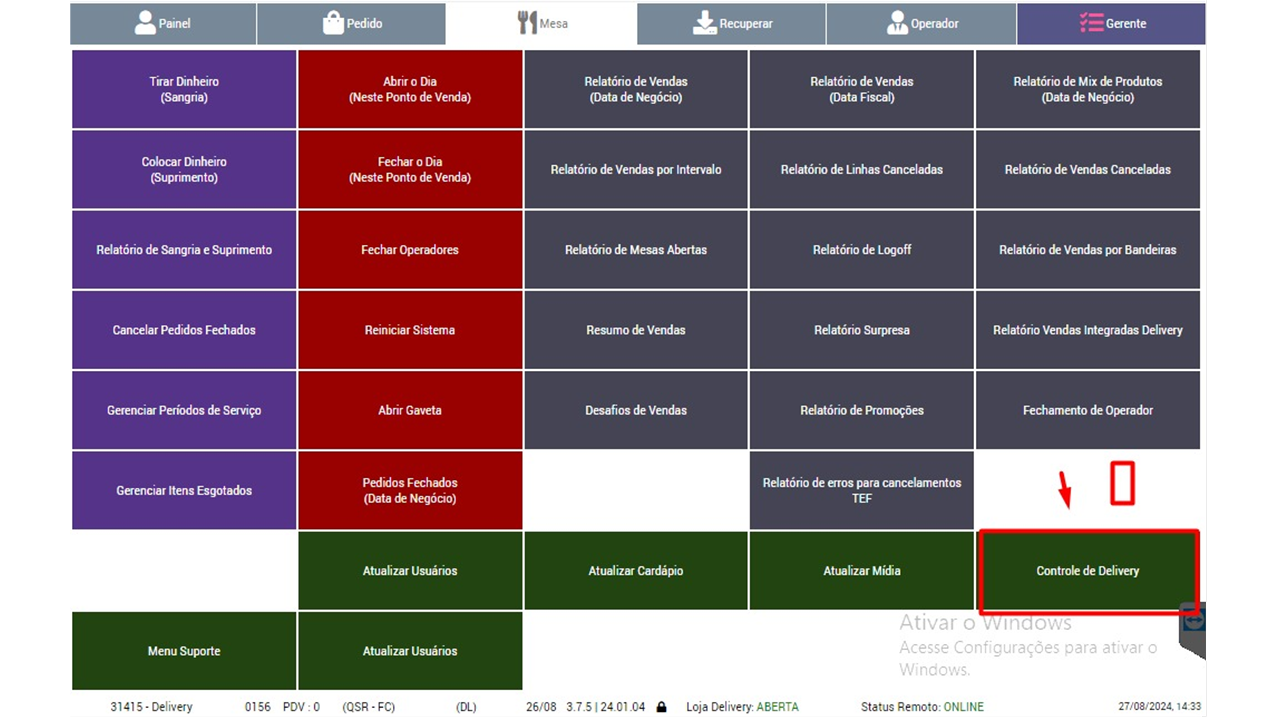 Painel
Pedido
Mesa
Recuperar
Operador
Gerente
Tirar Dinheiro
(Sangria)
Abrir o Dia
(Neste Ponto de Venda)
Relatório de Vendas
(Data de Negócio)
Relatório de Vendas
(Data Fiscal)
Relatório de Mix de Produtos
(Data de Negócio)
Colocar Dinheiro
(Suprimento)
Fechar o Dia
(Neste Ponto de Venda)
Relatório de Vendas por Intervalo
Relatório de Linhas Canceladas
Relatório de Vendas Canceladas
Relatório de Sangria e Suprimento
Fechar Operadores
Relatório de Mesas Abertas
Relatório de Logoff
Relatório de Vendas por Bandeiras
Cancelar Pedidos Fechados
Reiniciar Sistema
Resumo de Vendas
Relatório Surpresa
Relatório Vendas Integradas Delivery
Gerenciar Períodos de Serviço
Abrir Gaveta
Desafios de Vendas
Relatório de Promoções
Fechamento de Operador
Gerenciar Itens Esgotados
Pedidos Fechados
(Data de Negócio)
Relatório de erros para cancelamentos
TEF
Atualizar Usuários
Atualizar Cardápio
Atualizar Mídia
Controle de Delivery
Menu Suporte
Atualizar Usuários
Ativar o Windows
Acesse Configurações para ativar o
Windows.
31415 - Delivery 0156 PDV : 0 (QSR - FC) (DL) 26/08 3.7.5 | 24.01.04 Loja Delivery: ABERTA Status Remoto: ONLINE 27/08/2024, 14:33